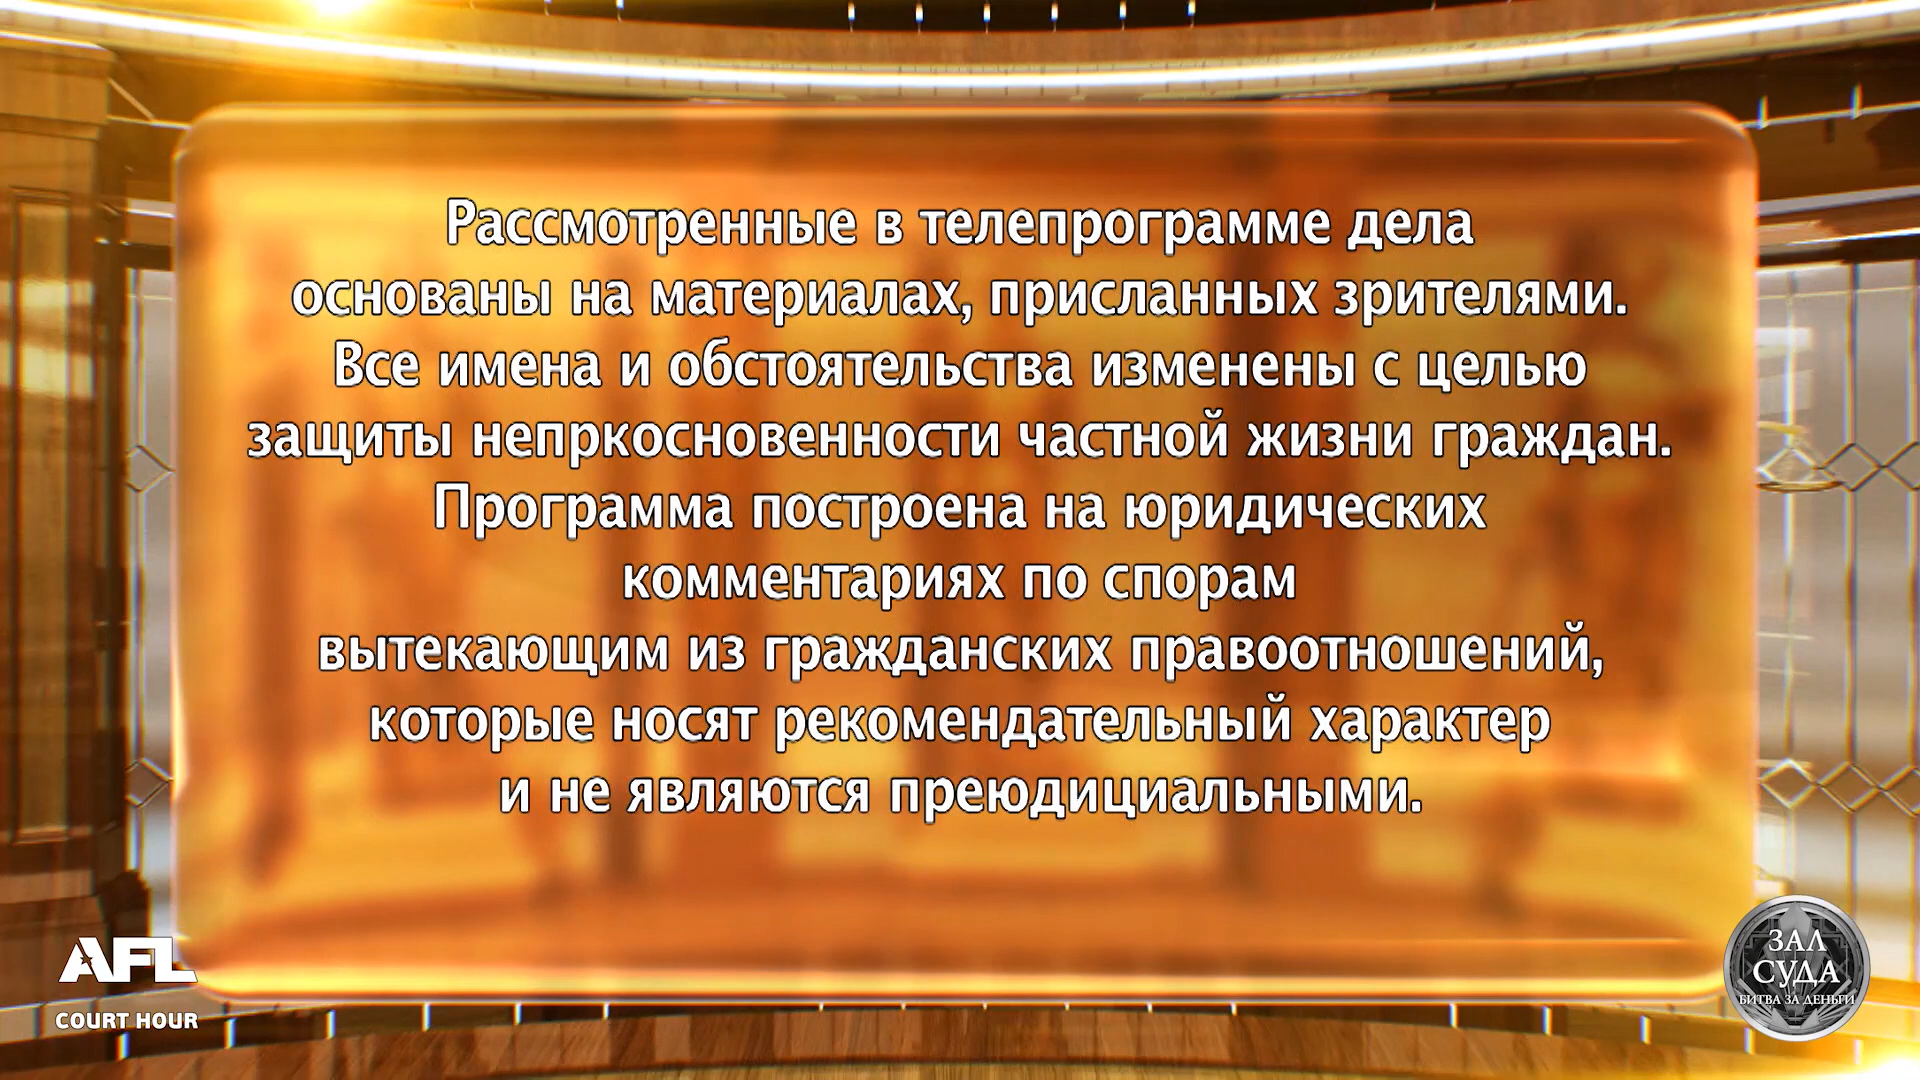 Рассмотренные в телепрограмме дела
основаны на материалах, присланных зрителями.
Все имена и обстоятельства изменены с целью
защиты непркосновенности частной жизни граждан.
Программа построена на юридических
комментариях по спорам
вытекающим из гражданских правоотношений,
которые носят рекомендательный характер
и не являются преюдициальными.
AFL
COURT HOUR
ЗАЛ
СУДА
БИТВА ЗА ДЕНЬГИ